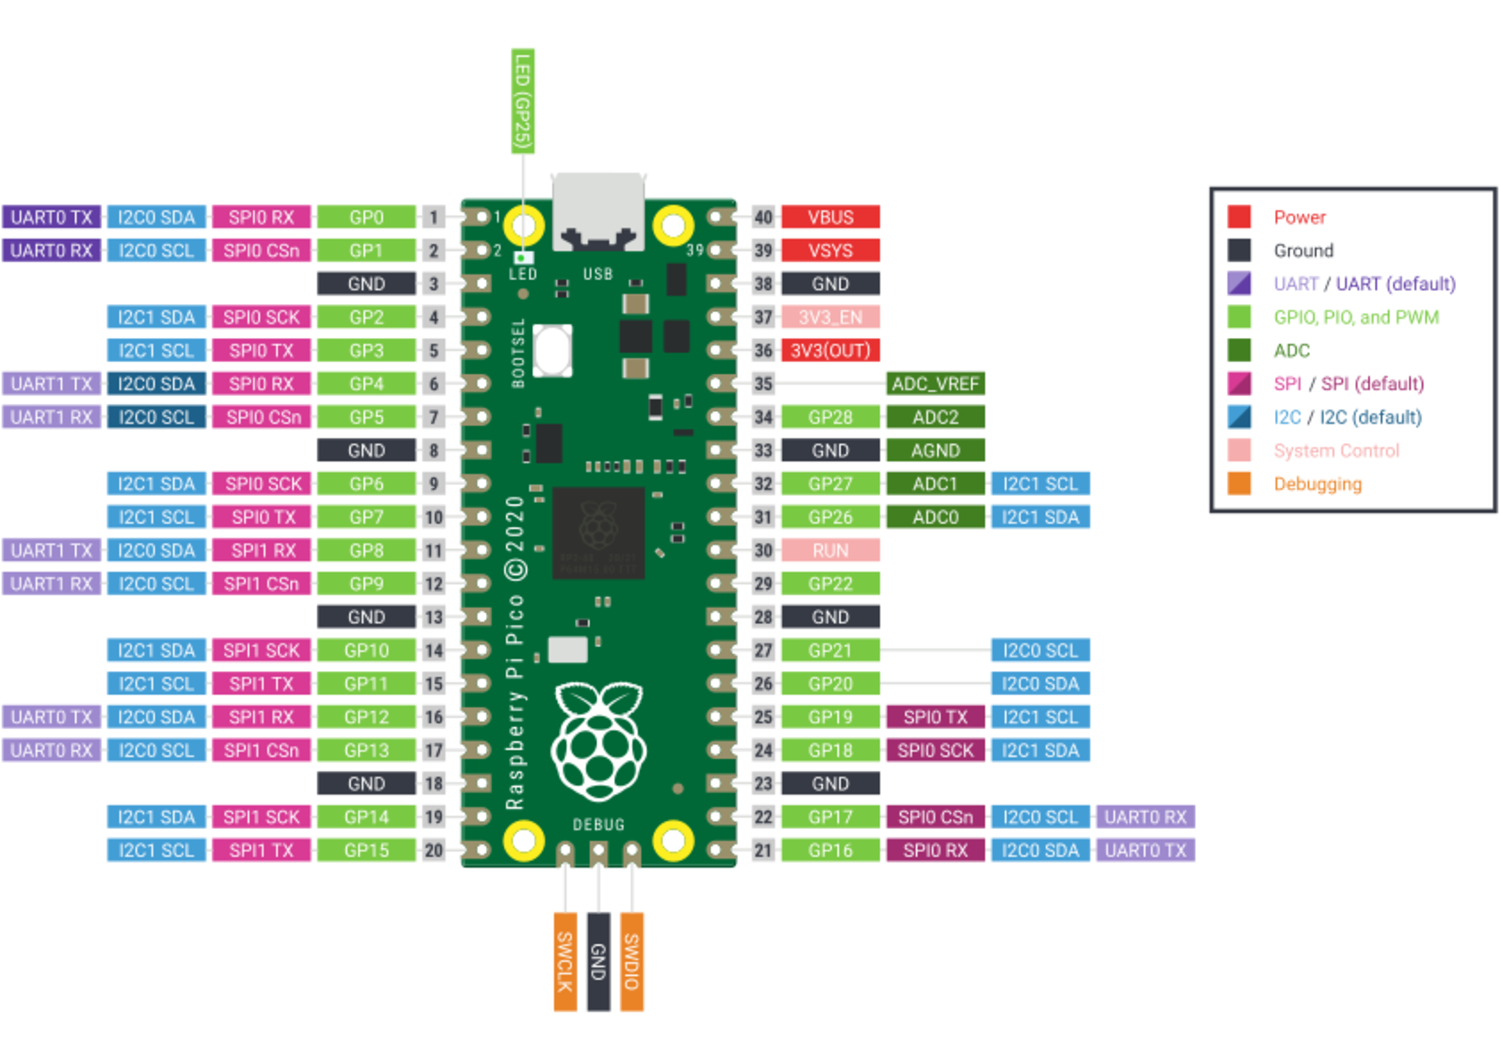 LED (GP25)
UART0 TX I2C0 SDA SPI0 RX GP0 1 1 40 VBUS
UART0 RX I2C0 SCL SPI0 CSn GP1 2 2 39 39 VSYS
LED USB
GND 3 38 GND
I2C1 SDA SPI0 SCK GP2 4 37 3V3_EN
I2C1 SCL SPI0 TX GP3 5 BOOTSEL 36 3V3(OUT)
UART1 TX I2C0 SDA SPI0 RX GP4 6 35 ADC_VREF
UART1 RX I2C0 SCL SPI0 CSn GP5 7 34 GP28 ADC2
GND 8 33 GND AGND
I2C1 SDA SPI0 SCK GP6 9 32 GP27 ADC1 I2C1 SCL
I2C1 SCL SPI0 TX GP7 10 31 GP26 ADC0 I2C1 SDA
UART1 TX I2C0 SDA SPI1 RX GP8 11 30 RUN
UART1 RX I2C0 SCL SPI1 CSn GP9 12 29 GP22
GND 13 28 GND
I2C1 SDA SPI1 SCK GP10 14 27 GP21 I2C0 SCL
I2C1 SCL SPI1 TX GP11 15 26 GP20 I2C0 SDA
UART0 TX I2C0 SDA SPI1 RX GP12 16 25 GP19 SPI0 TX I2C1 SCL
UART0 RX I2C0 SCL SPI1 CSn GP13 17 24 GP18 SPI0 SCK I2C1 SDA
GND 18 23 GND
I2C1 SDA SPI1 SCK GP14 19 22 GP17 SPI0 CSn I2C0 SCL UART0 RX
I2C1 SCL SPI1 TX GP15 20 21 GP16 SPI0 RX I2C0 SDA UART0 TX
Raspberry Pi Pico ©2020
DEBUG
SWCLK
GND
SWDIO
Power
Ground
UART / UART (default)
GPIO, PIO, and PWM
ADC
SPI / SPI (default)
I2C / I2C (default)
System Control
Debugging